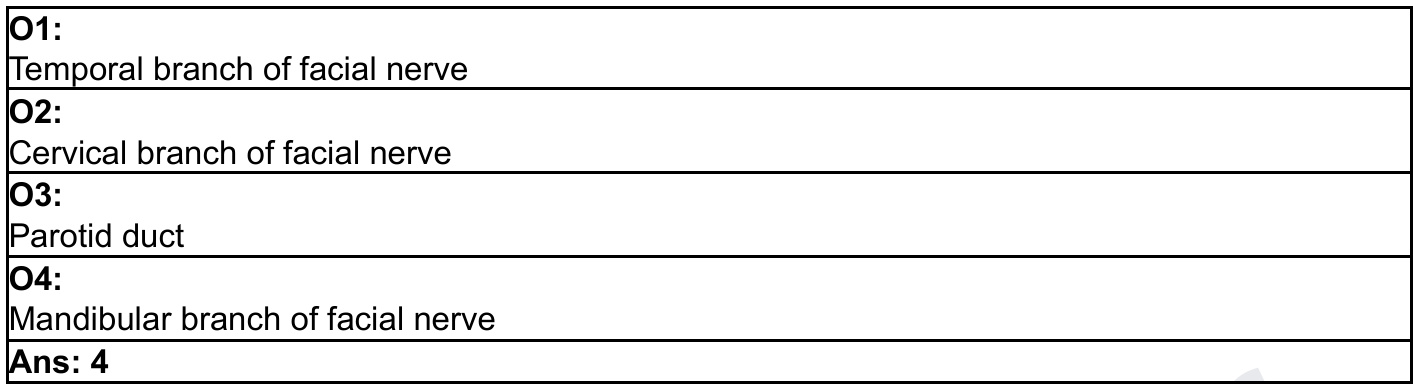 O1:
Temporal branch of facial nerve
O2:
Cervical branch of facial nerve
O3:
Parotid duct
O4:
Mandibular branch of facial nerve
Ans: 4